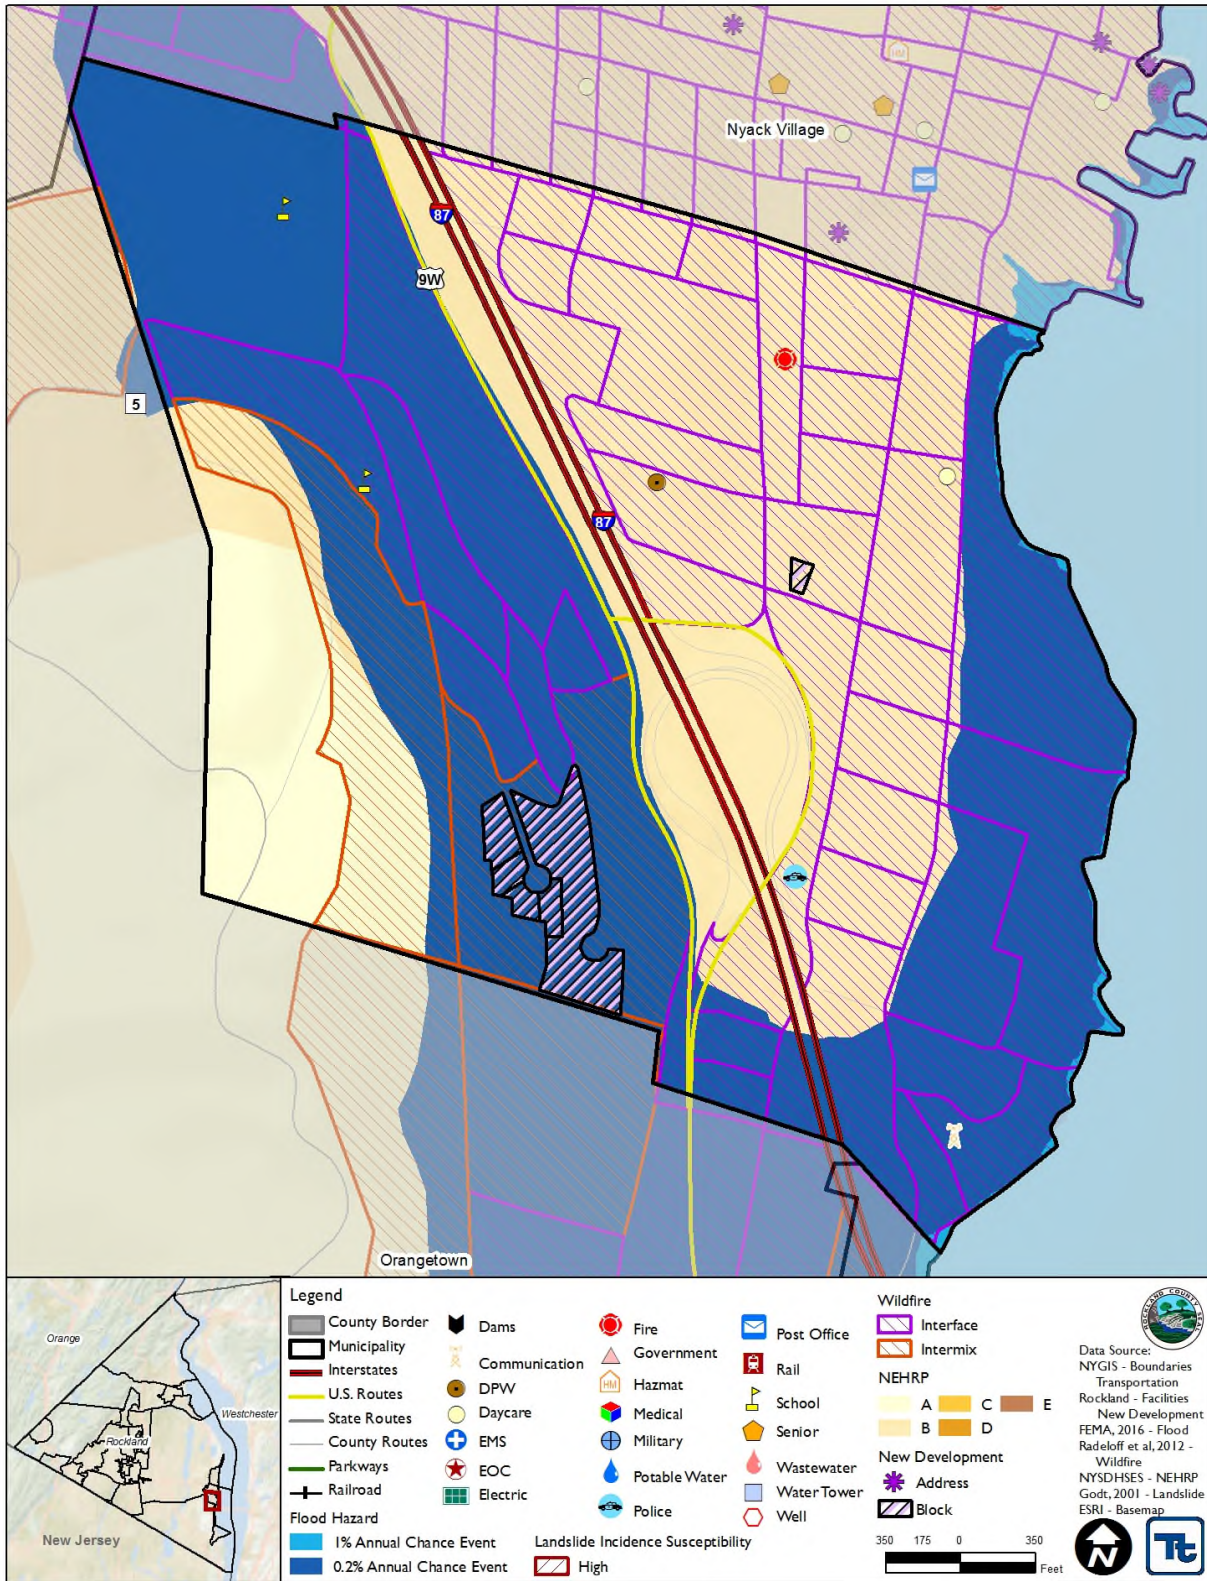 Nyack Village
87
9W
5
87
Orangetown
Orange
Westchester
Rockland
New Jersey
Legend
County Border
Municipality
Interstates
U.S. Routes
State Routes
County Routes
Parkways
Railroad
Dams
Communication
DPW
Daycare
EMS
EOC
Electric
Fire
Government
HM
Hazmat
Medical
Military
Potable Water
Police
Post Office
Rail
School
Senior
Wastewater
Water Tower
Well
Flood Hazard
1% Annual Chance Event
0.2% Annual Chance Event
Landslide Incidence Susceptibility
High
Wildfire
Interface
Intermix
NEHRP
A C E
B D
New Development
Address
Block
350 175 0 350
Feet
ROCKLAND COUNTY SEAL
Data Source:
NYGIS - Boundaries
Transportation
Rockland - Facilities
New Development
FEMA, 2016 - Flood
Radeloff et al, 2012 -
Wildfire
NYSDHSES - NEHRP
Godt, 2001 - Landslide
ESRI - Basemap
N
Tt